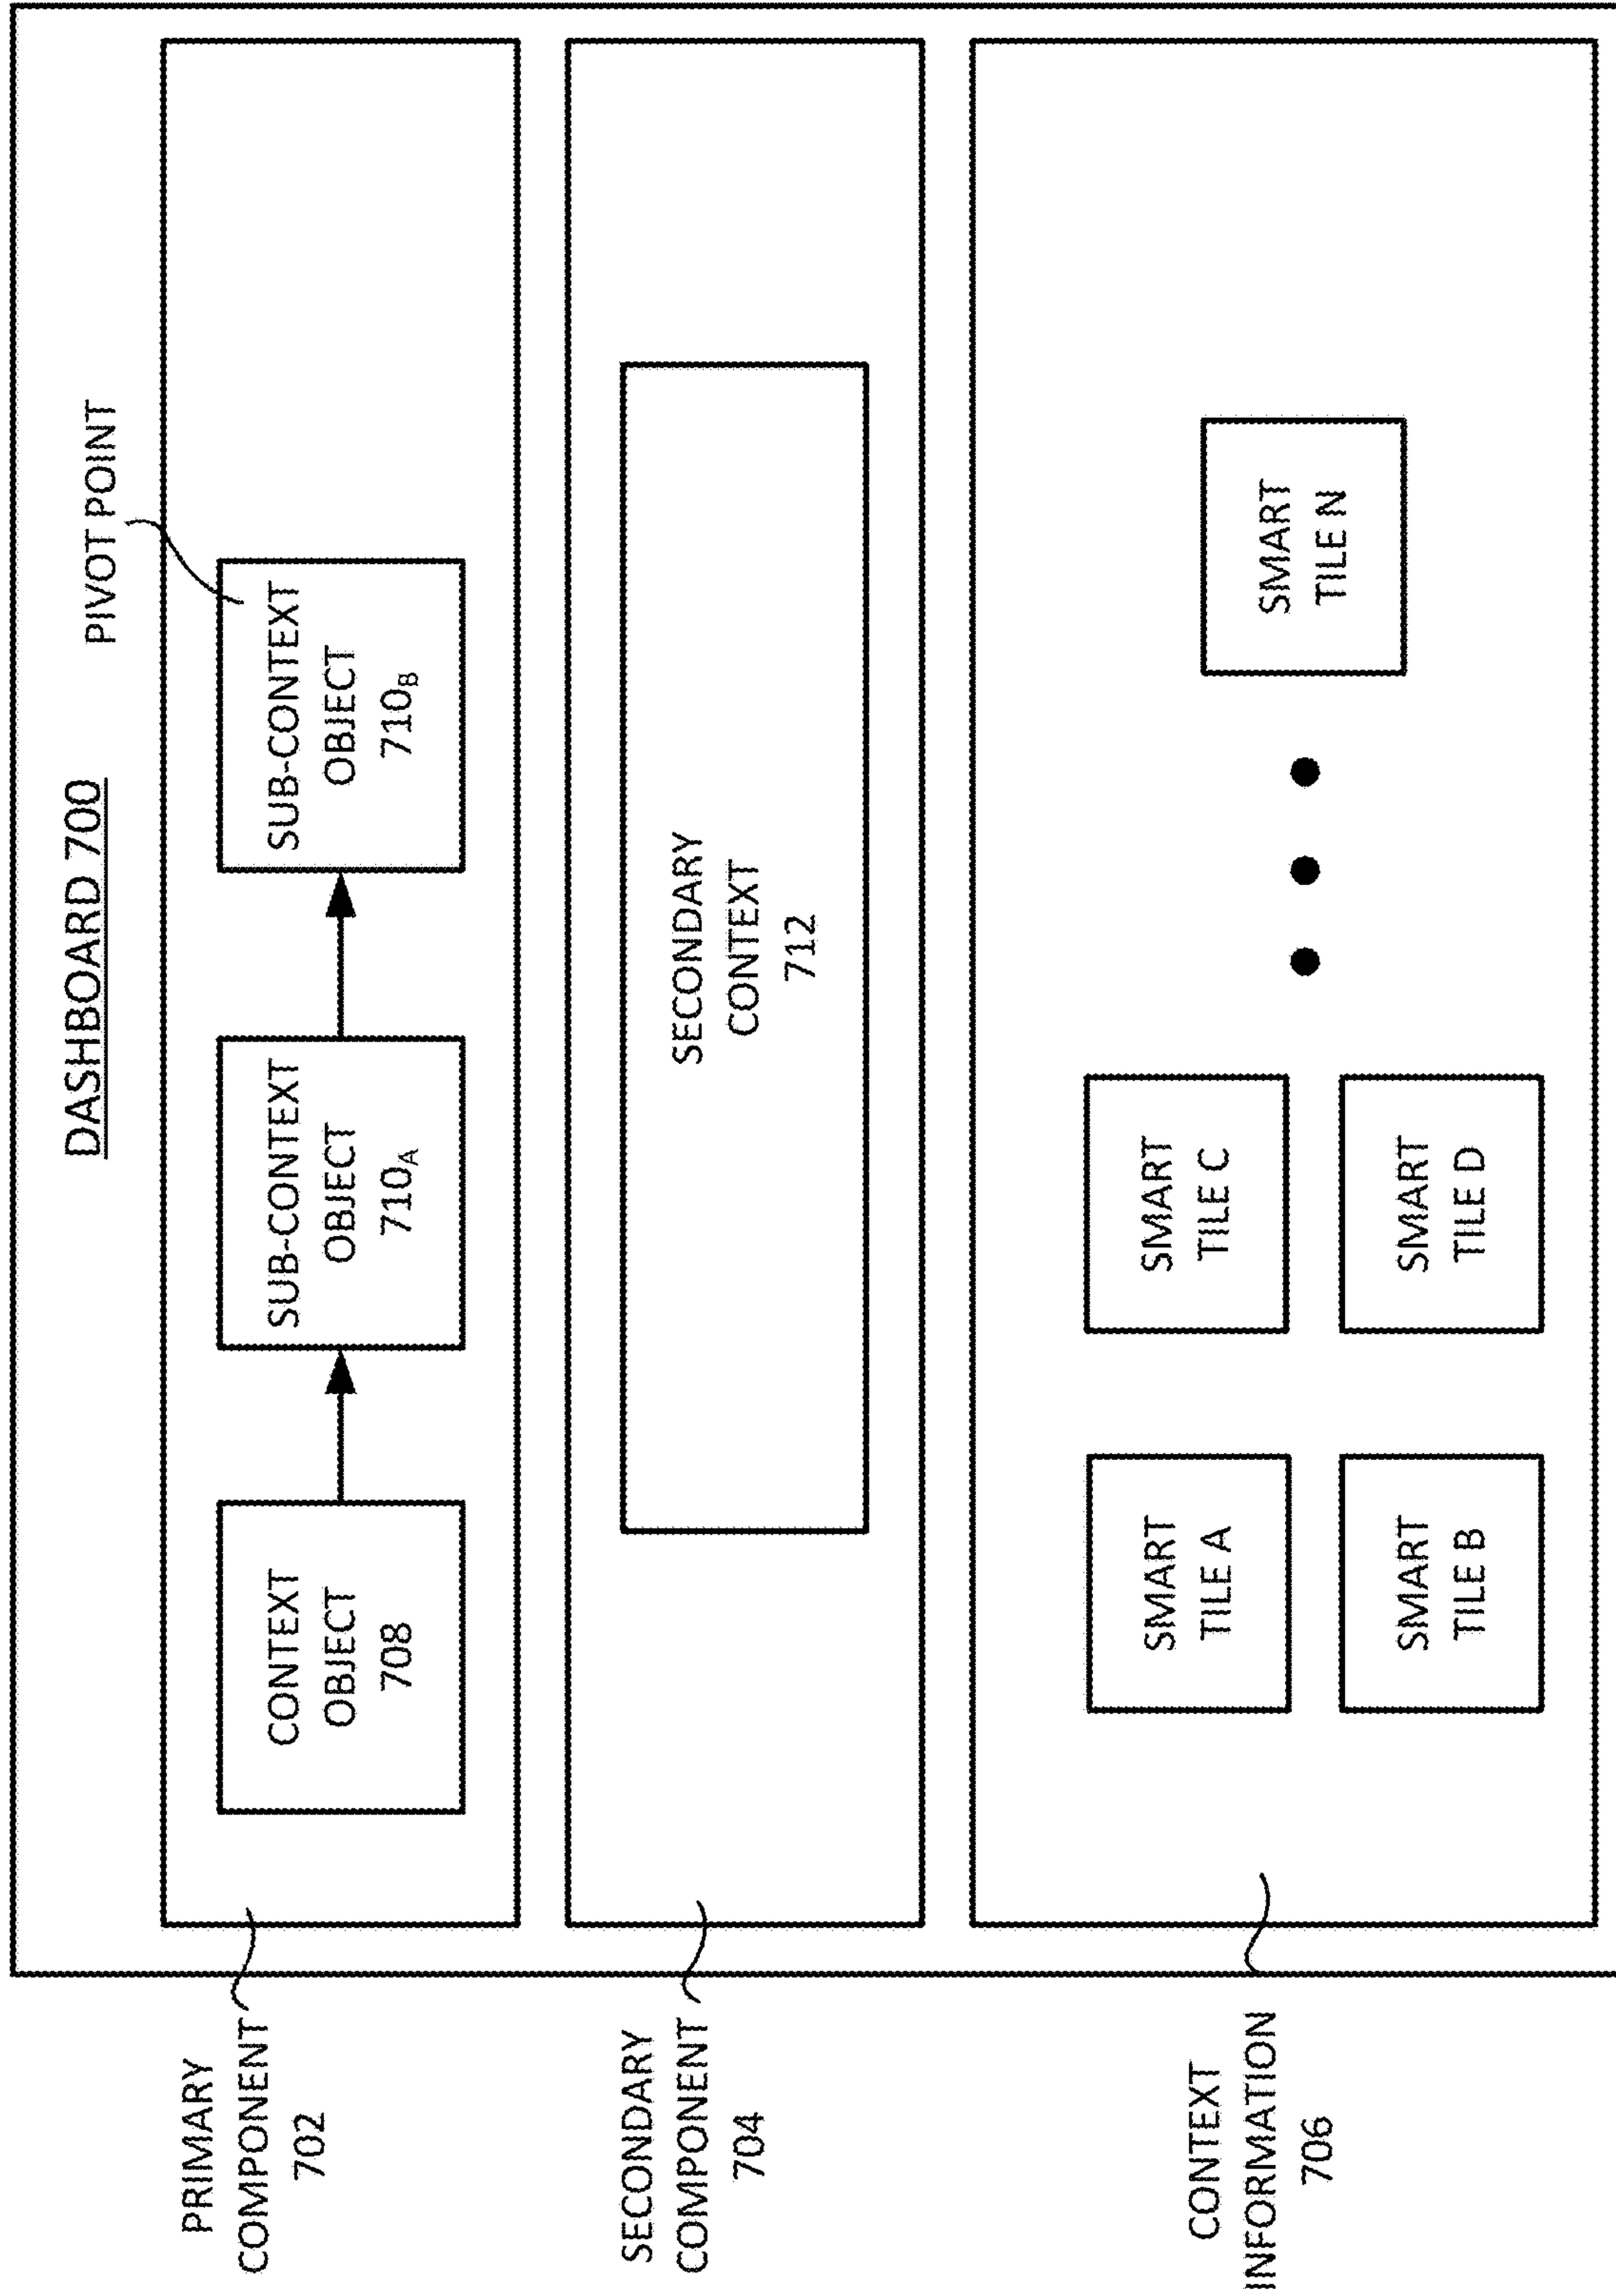 DASHBOARD 700
PIVOT POINT
PRIMARY
COMPONENT
702
CONTEXT
OBJECT
708
SUB-CONTEXT
OBJECT
710A
SUB-CONTEXT
OBJECT
710B
SECONDARY
COMPONENT
704
SECONDARY
CONTEXT
712
CONTEXT
INFORMATION
706
SMART
TILE A
SMART
TILE C
SMART
TILE B
SMART
TILE D
SMART
TILE N